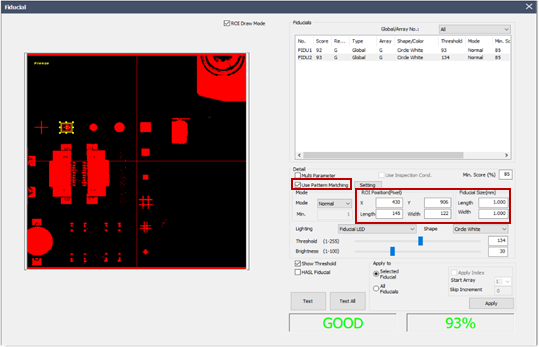 Fiducial
ROI Draw Mode
Fiducials
Global/Array No.: All
No. Score Re... Type Array Shape/Color Threshold Mode Min. Sc
FIDU1 92 G Global G Circle White 93 Normal 85
FIDU2 93 G Global G Circle White 134 Normal 85
Detail
Multi Parameter Use Inspection Cond. Min. Score (%) 85
Use Pattern Matching Setting
Mode ROI Position(Pixel) Fiducial Size(mm)
Mode Normal X 430 Y 906 Length 1.000
Min. 1 Length 145 Width 122 Width 1.000
Lighting Fiducial LED Shape Circle White
Threshold (1-255) 134
Brightness (1-100) 30
Show Threshold Apply to
HAGL Fiducial Selected Fiducial Apply Index
All Fiducials Start Array
Skip Increment 0
Test Test All Apply
GOOD 93%